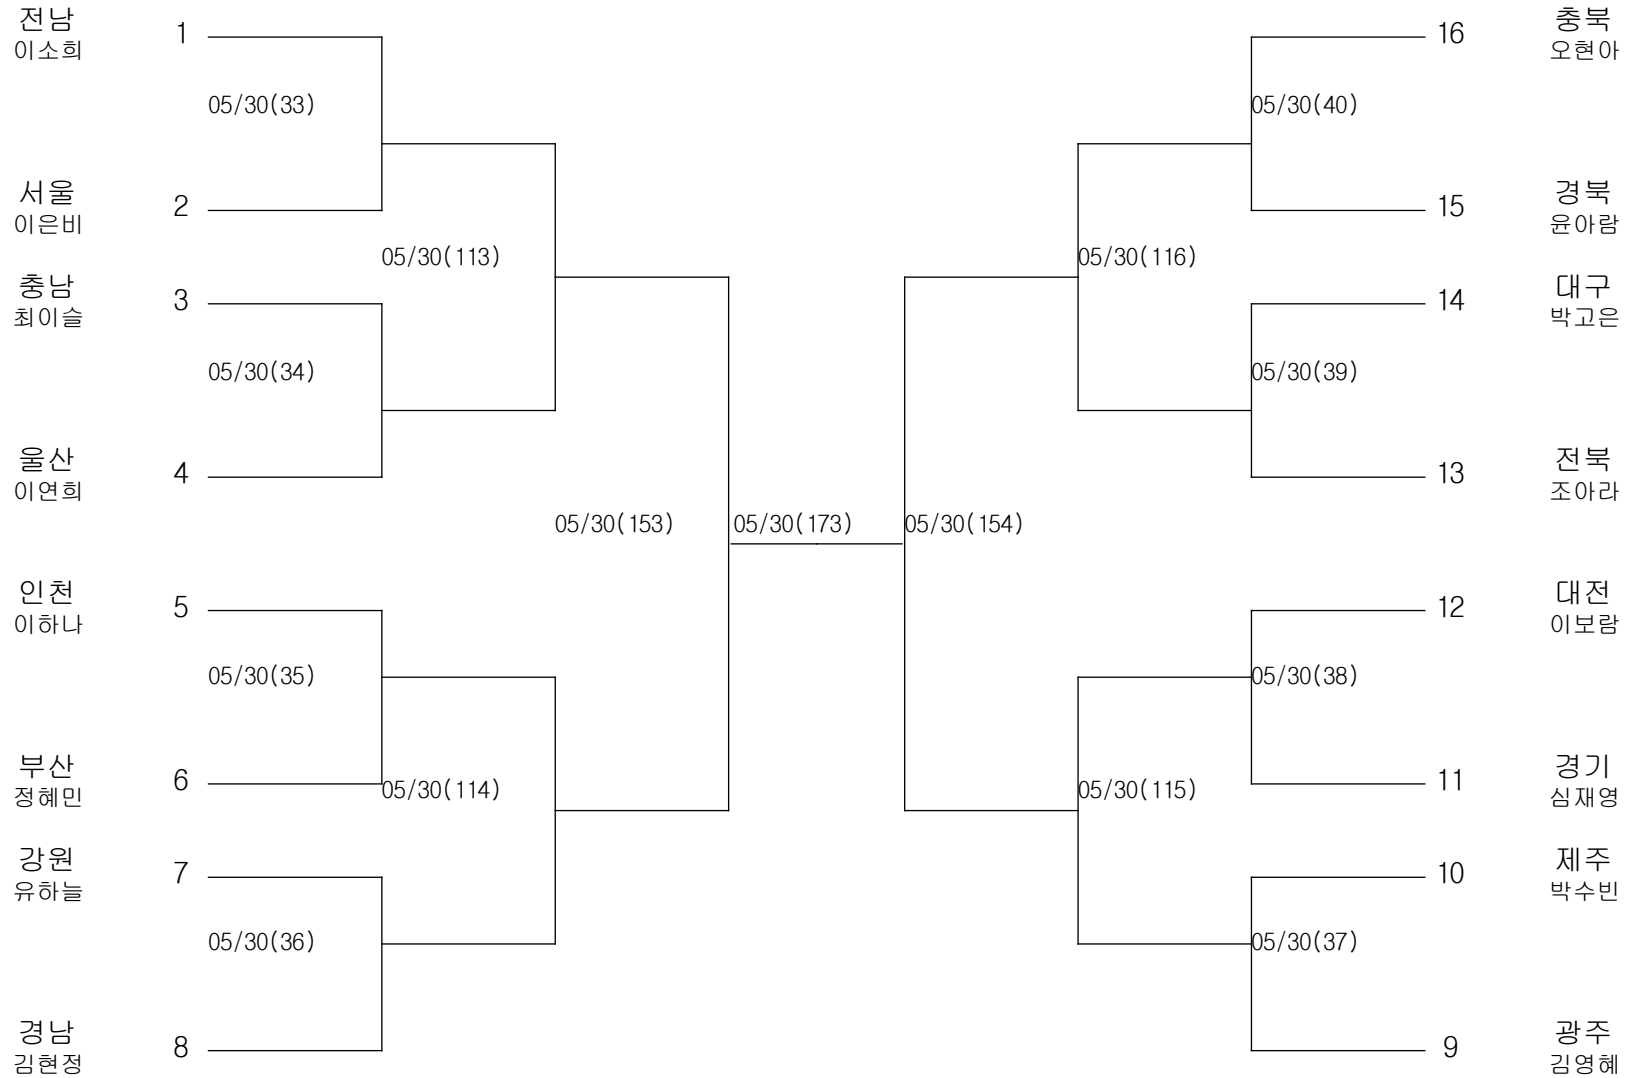 전남
이소희
1
05/30(33)
서울
이은비
2
05/30(113)
충남
최이슬
3
05/30(34)
울산
이연희
4
05/30(153)
인천
이하나
5
05/30(35)
부산
정혜민
6
05/30(114)
강원
유하늘
7
05/30(36)
경남
김현정
8
05/30(173)
충북
오현아
16
05/30(40)
경북
윤아람
15
05/30(116)
대구
박고은
14
05/30(39)
전북
조아라
13
05/30(154)
대전
이보람
12
05/30(38)
경기
심재영
11
05/30(115)
제주
박수빈
10
05/30(37)
광주
김영혜
9